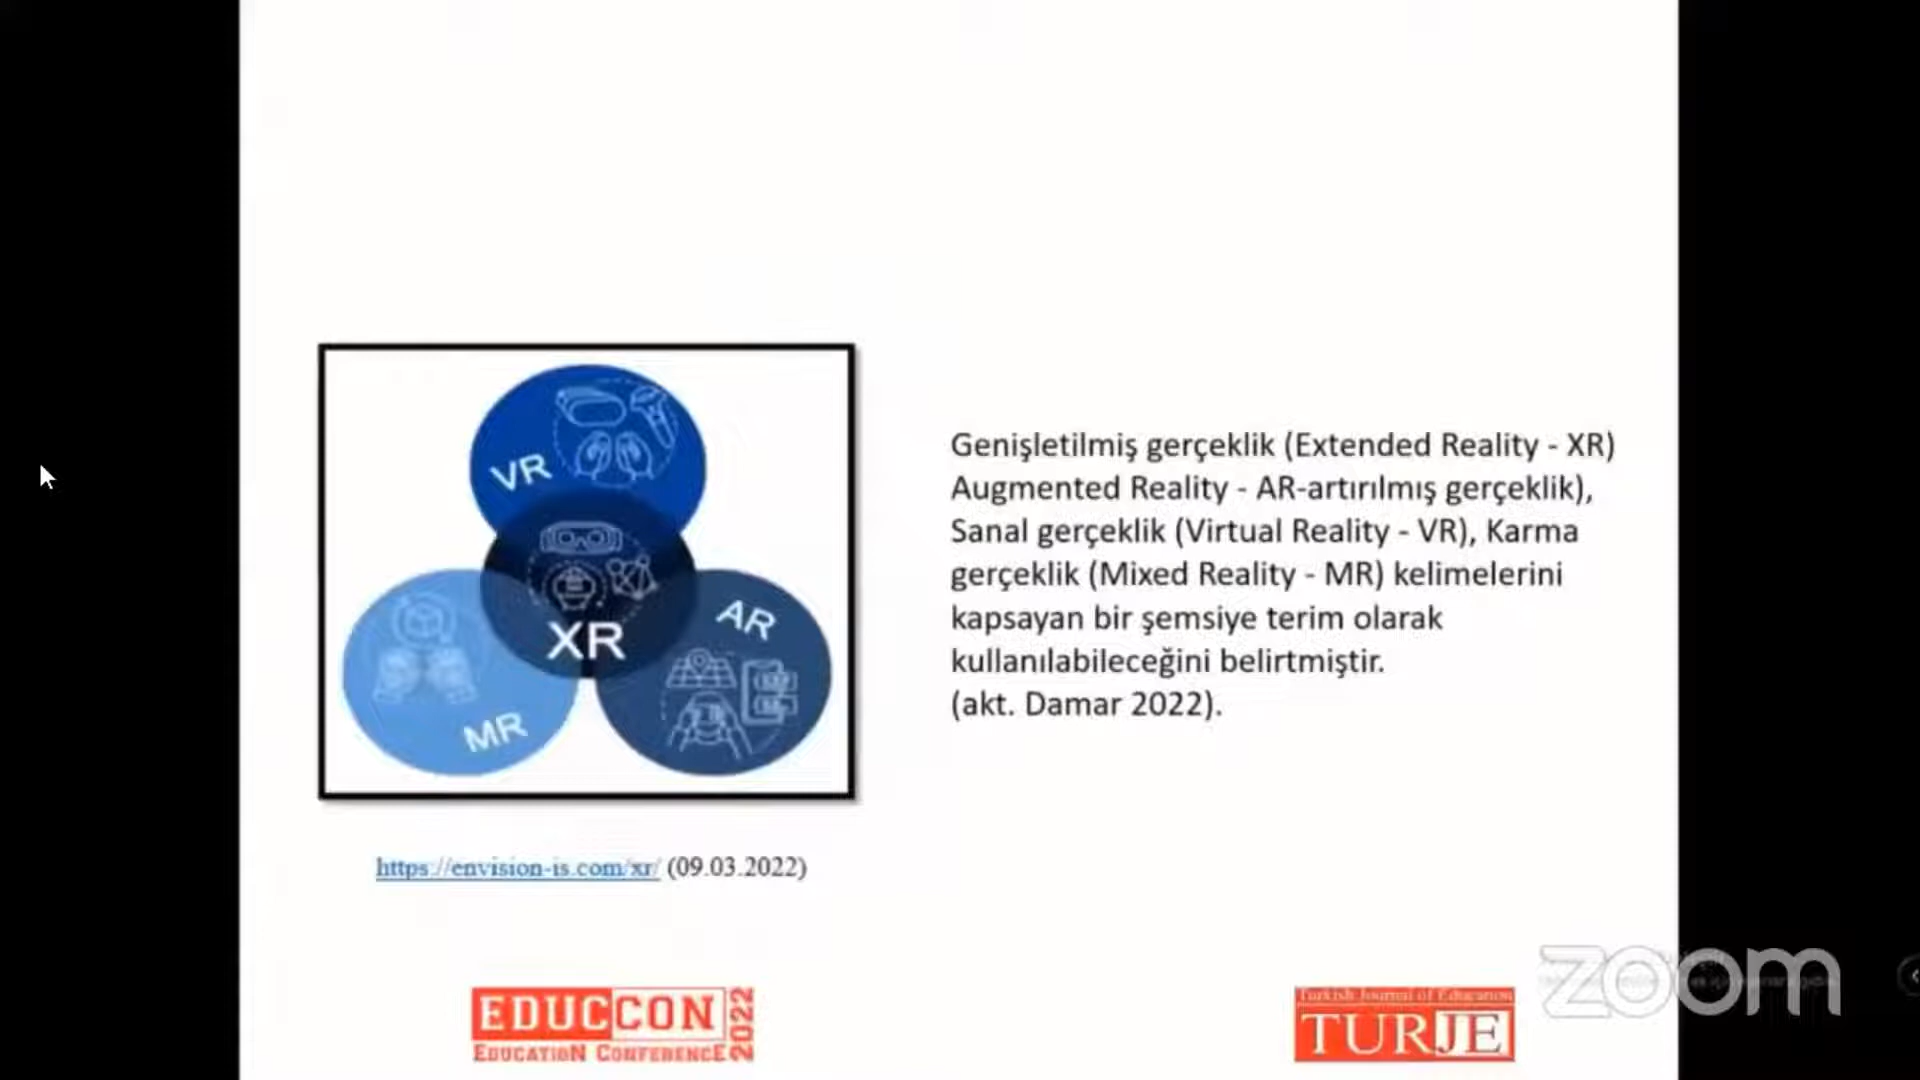 VR
XR
AR
MR
Genişletilmiş gerçeklik (Extended Reality - XR)
Augmented Reality - AR-artırılmış gerçeklik),
Sanal gerçeklik (Virtual Reality - VR), Karma
gerçeklik (Mixed Reality - MR) kelimelerini
kapsayan bir şemsiye terim olarak
kullanılabileceğini belirtmiştir.
(akt. Damar 2022).
https://envision-is.com/xr/ (09.03.2022)
EDUCCON
2022
EDUCATION CONFERENCE
Turkish Journal of Education
TURJE
zoom